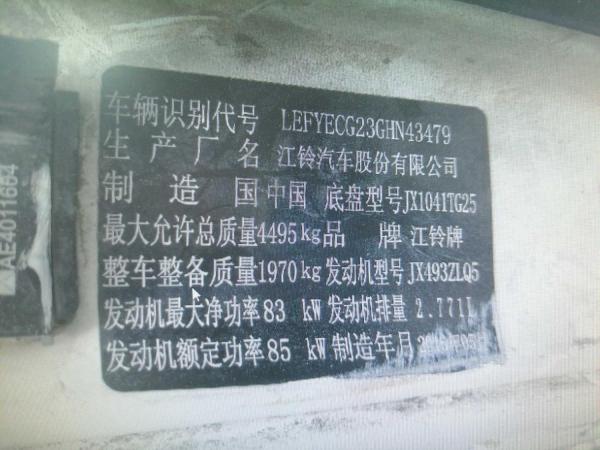 车辆识别代号 LEFYECG23GHN43479
生产厂名 江铃汽车股份有限公司
制造国 中国 底盘型号 JX1041TG25
最大允许总质量 4495 kg 品牌 江铃牌
整车整备质量 1970 kg 发动机型号 JX493ZLQ5
发动机最大净功率 83 kW 发动机排量 2.771L
发动机额定功率 85 kW 制造年月
AE4011664